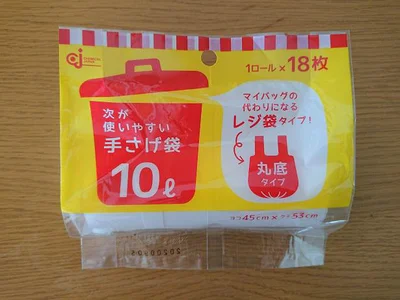 1ロール×18枚
次が
使いやすい
手さげ袋
10ℓ
マイバッグの
代わりになる
レジ袋タイプ!
丸底
タイプ
ヨコ45cm×タテ53cm